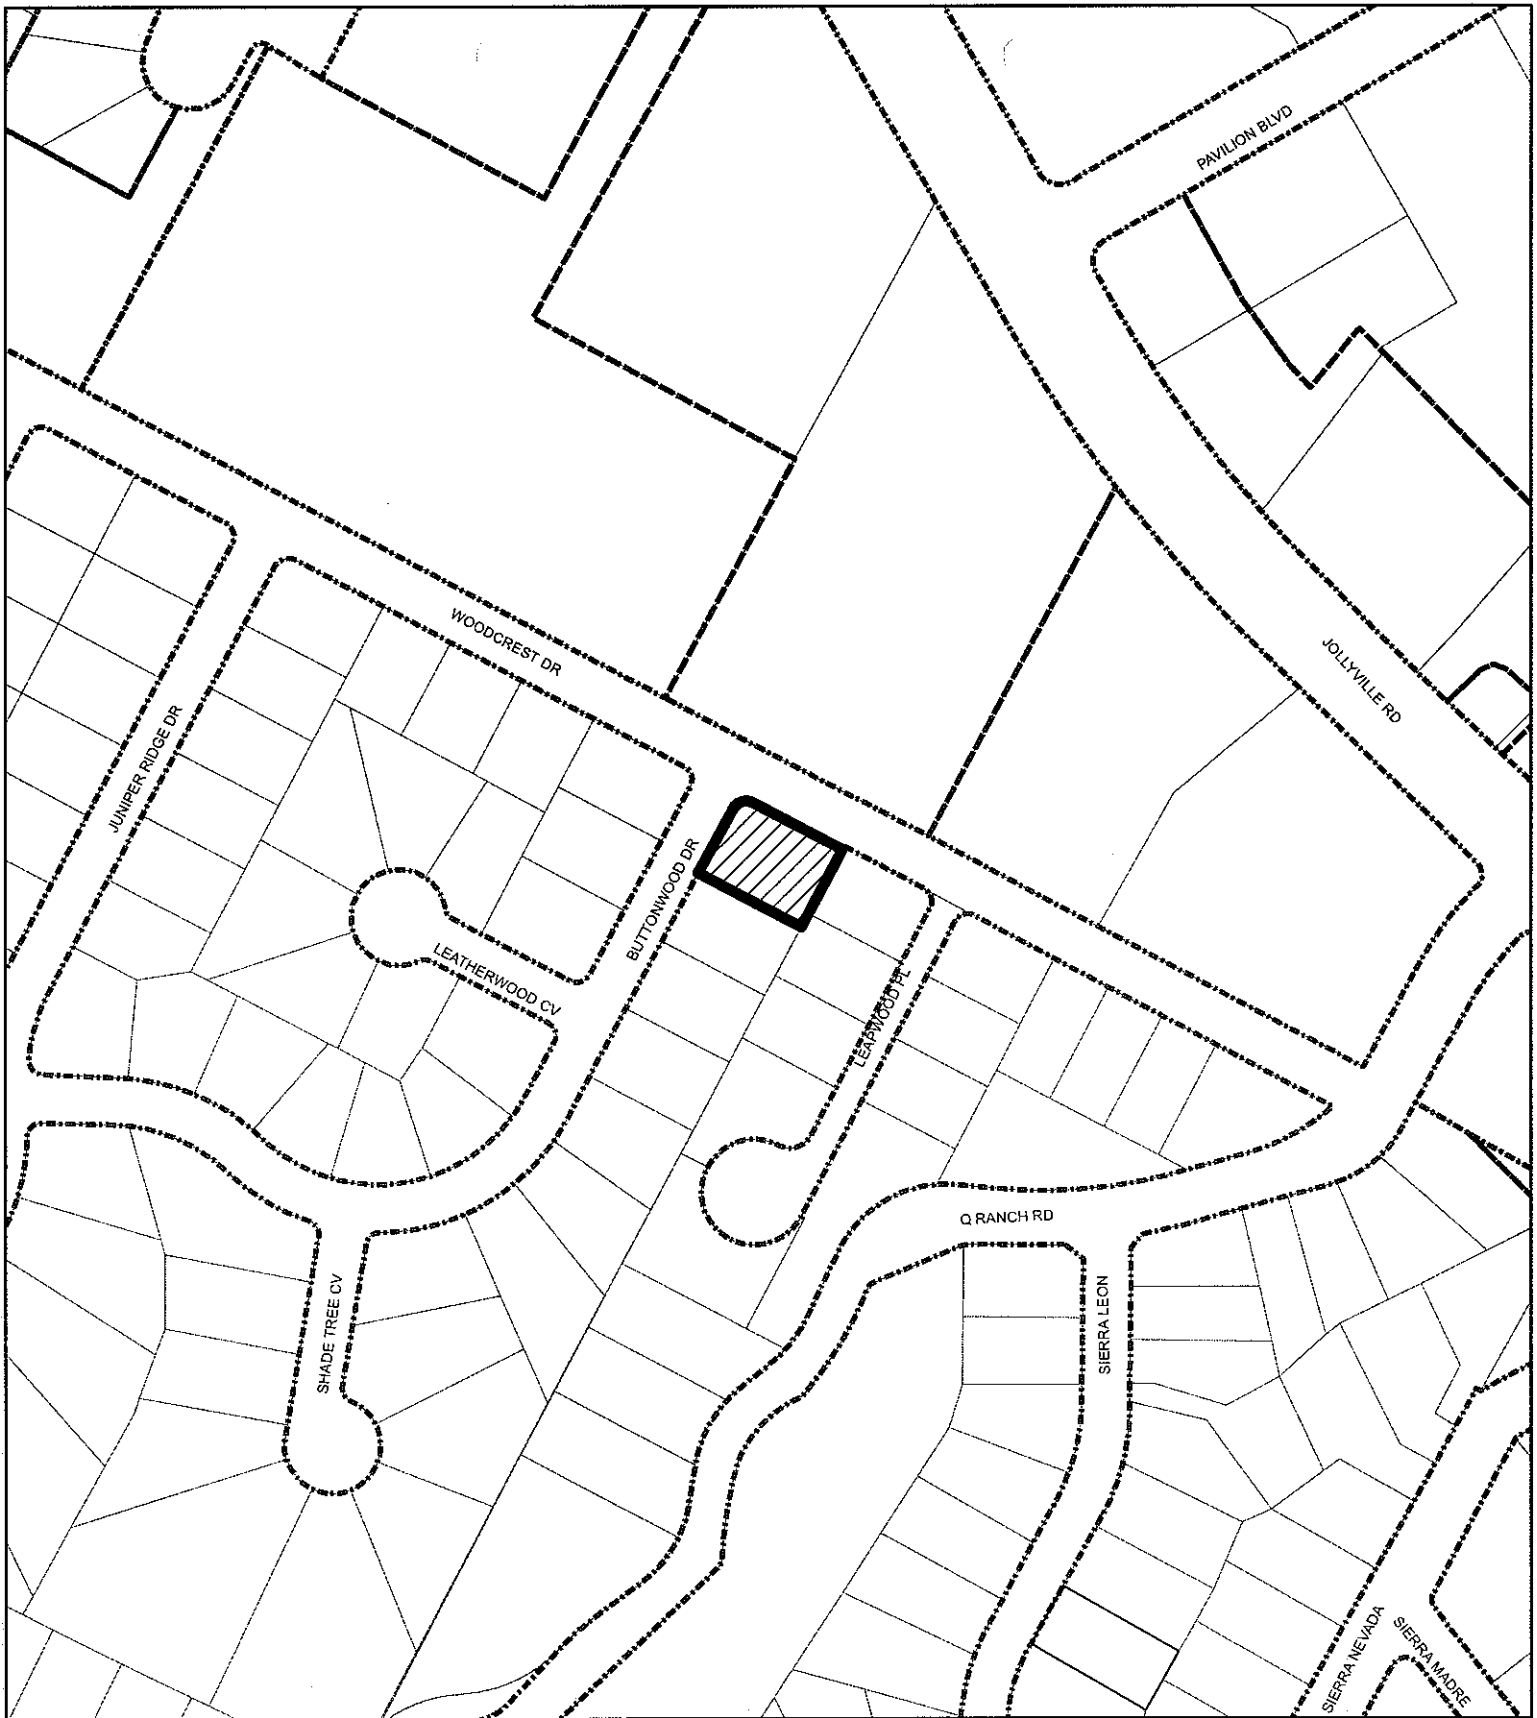 PAVILION BLVD
WOODCREST DR
JOLLYVILLE RD
JUNIPER RIDGE DR
BUTTONWOOD DR
LEATHERWOOD CV
LEAPWOOD PL
Q RANCH RD
SHADE TREE CV
SIERRA LEON
SIERRA NEVADA
SIERRA MADRE